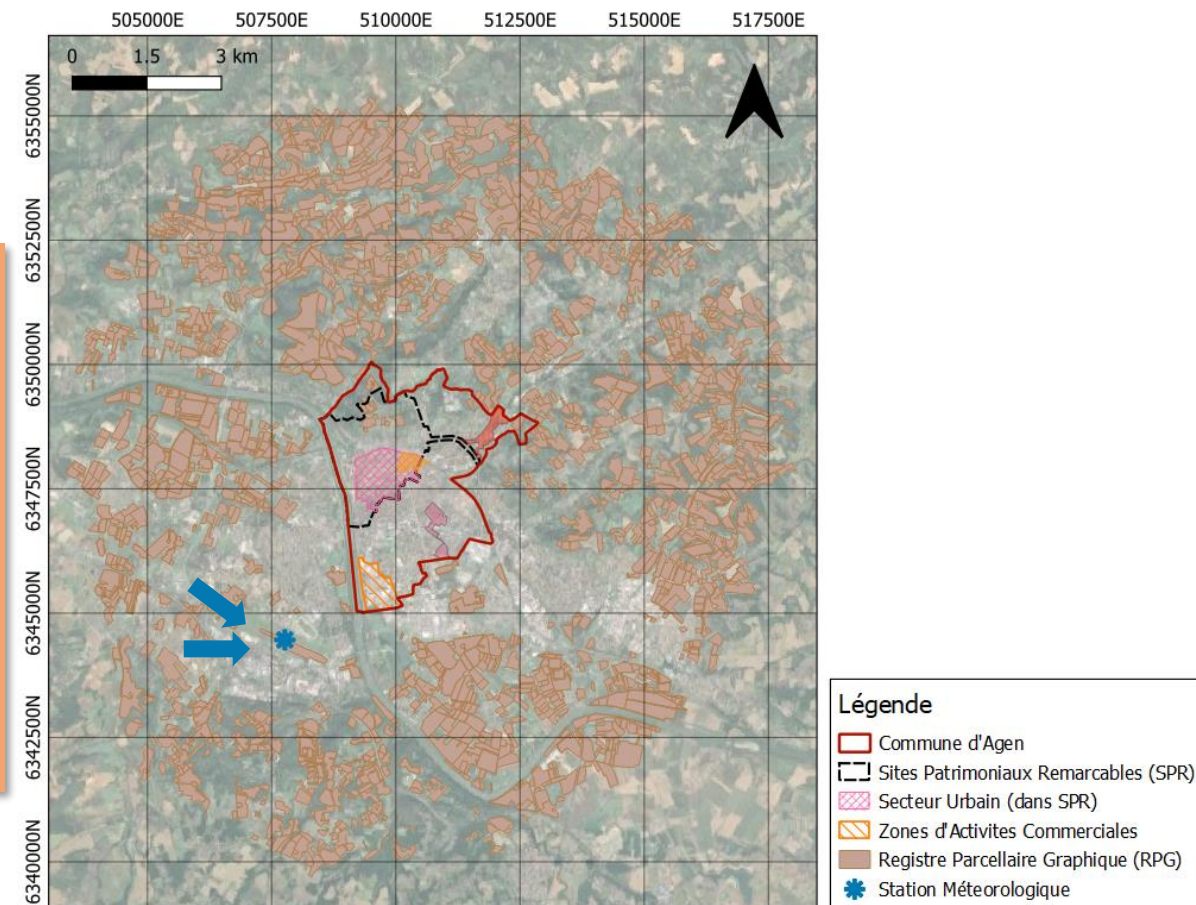 505000E 507500E 510000E 512500E 515000E 517500E
0 1.5 3 km
6355000N
6352500N
6350000N
6347500N
6345000N
6342500N
6340000N
Légende
Commune d'Agen
Sites Patrimoniaux Remarcables (SPR)
Secteur Urbain (dans SPR)
Zones d'Activites Commerciales
Registre Parcellaire Graphique (RPG)
Station Méteorologique